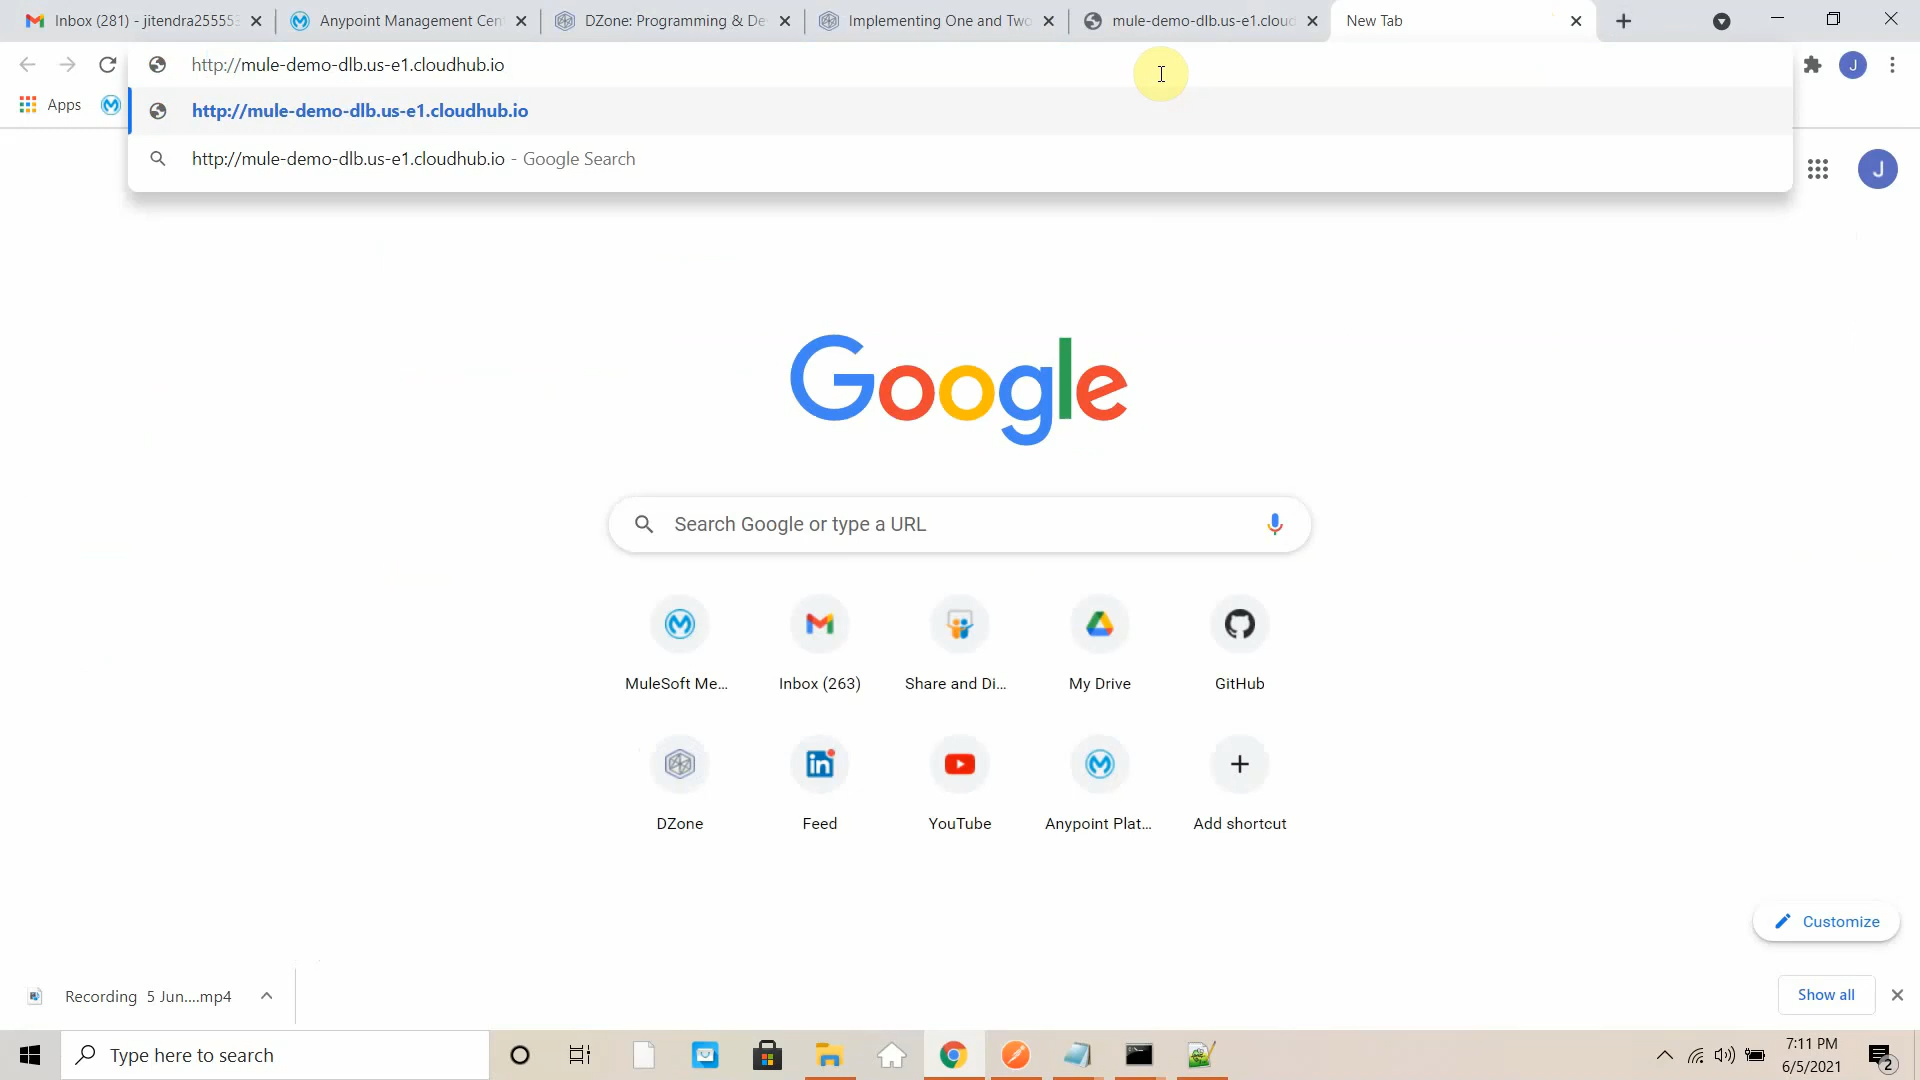 Inbox (281) - jitendra255553
Anypoint Management Cen
DZone: Programming & De
Implementing One and Two
mule-demo-dlb.us-e1.cloud
New Tab
http://mule-demo-dlb.us-e1.cloudhub.io
Apps
http://mule-demo-dlb.us-e1.cloudhub.io
http://mule-demo-dlb.us-e1.cloudhub.io - Google Search
J
J
Google
Search Google or type a URL
MuleSoft Me...
Inbox (263)
Share and Di...
My Drive
GitHub
DZone
Feed
YouTube
Anypoint Plat...
Add shortcut
Customize
Recording 5 Jun....mp4
Show all
Type here to search
7:11 PM
6/5/2021
2